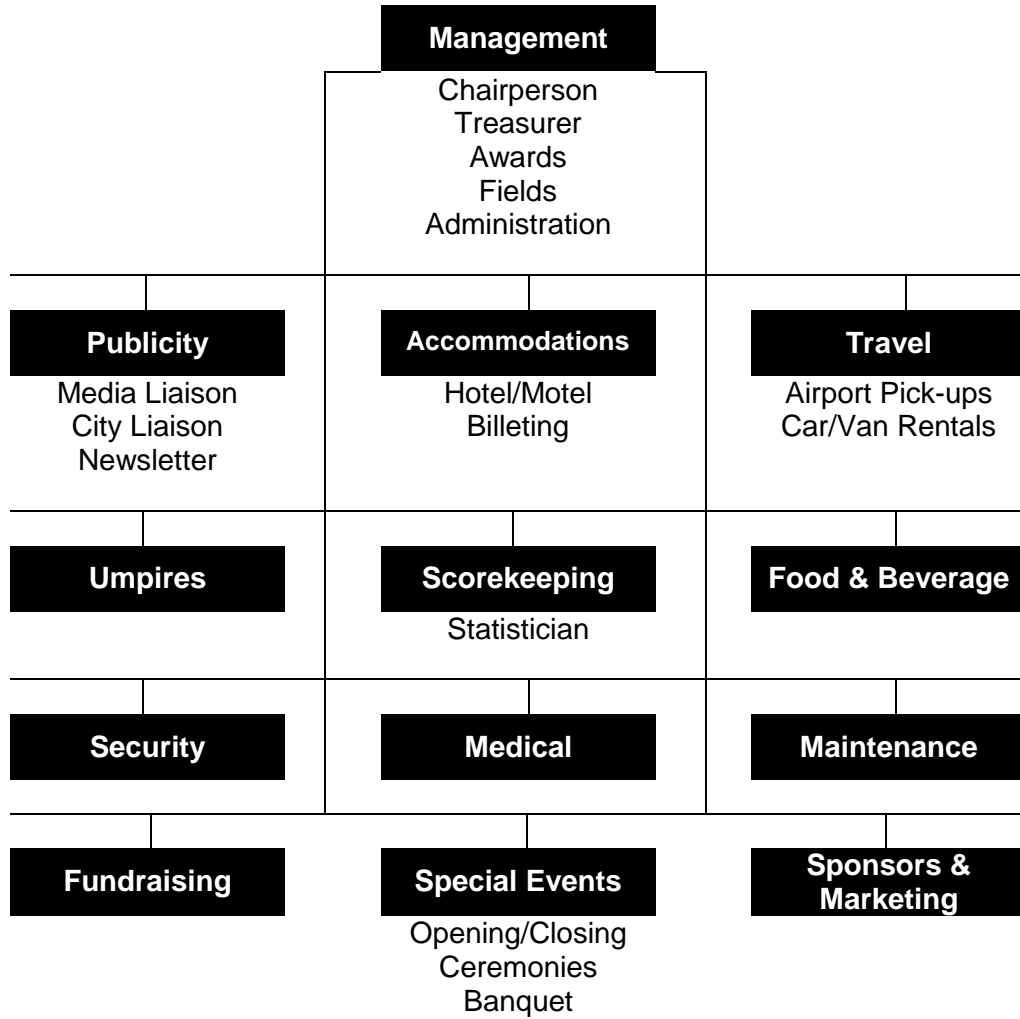 Management
Chairperson
Treasurer
Awards
Fields
Administration
Publicity
Media Liaison
City Liaison
Newsletter
Accommodations
Hotel/Motel
Billeting
Travel
Airport Pick-ups
Car/Van Rentals
Umpires
Scorekeeping
Statistician
Food & Beverage
Security
Medical
Maintenance
Fundraising
Special Events
Opening/Closing
Ceremonies
Banquet
Sponsors &
Marketing